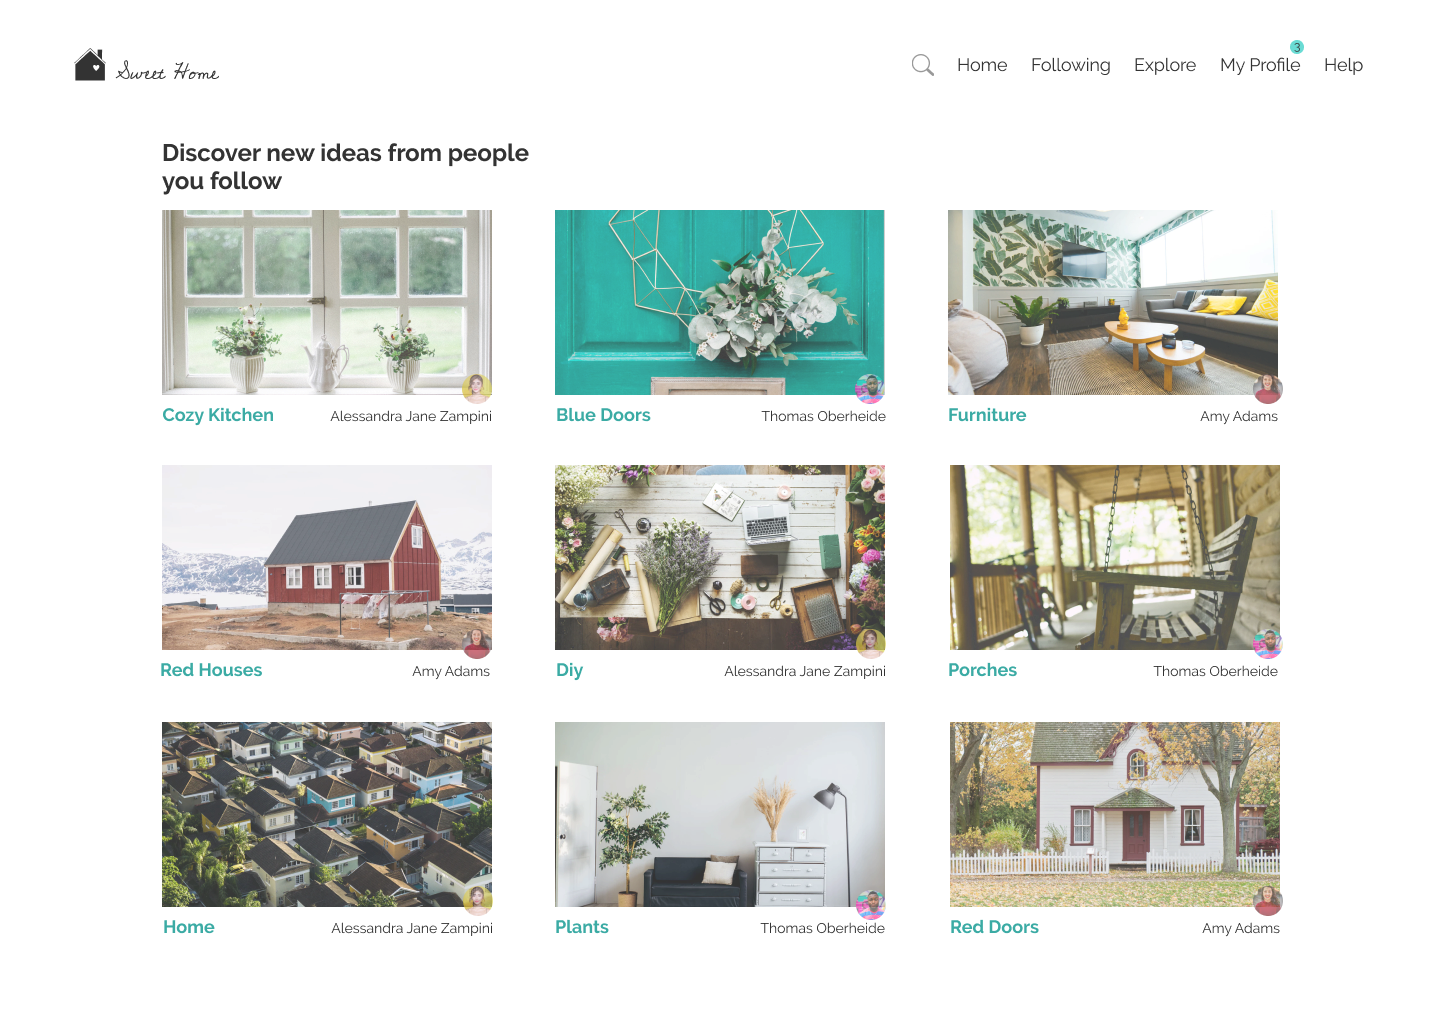 Sweet Home
Home Following Explore My Profile 3 Help
Discover new ideas from people
you follow
Cozy Kitchen Alessandra Jane Zampini
Blue Doors Thomas Oberheide
Furniture Amy Adams
Red Houses Amy Adams
Diy Alessandra Jane Zampini
Porches Thomas Oberheide
Home Alessandra Jane Zampini
Plants Thomas Oberheide
Red Doors Amy Adams